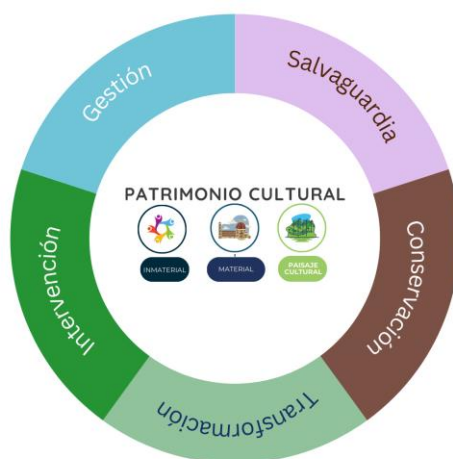 Gestión
Salvaguardia
PATRIMONIO CULTURAL
INMATERIAL
MATERIAL
PAISAJE
CULTURAL
Intervención
Conservación
Transformación